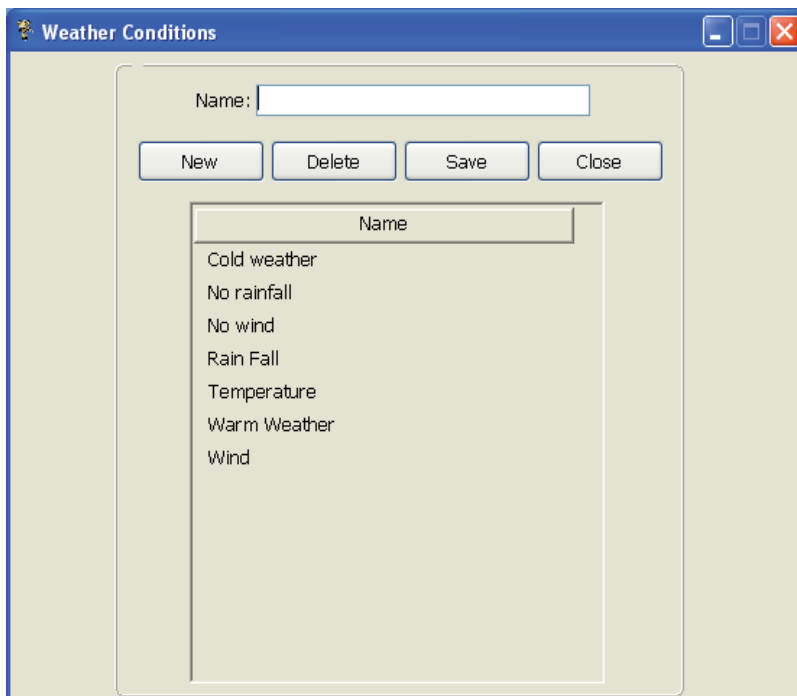 Weather Conditions
Name:
New Delete Save Close
Name
Cold weather
No rainfall
No wind
Rain Fall
Temperature
Warm Weather
Wind